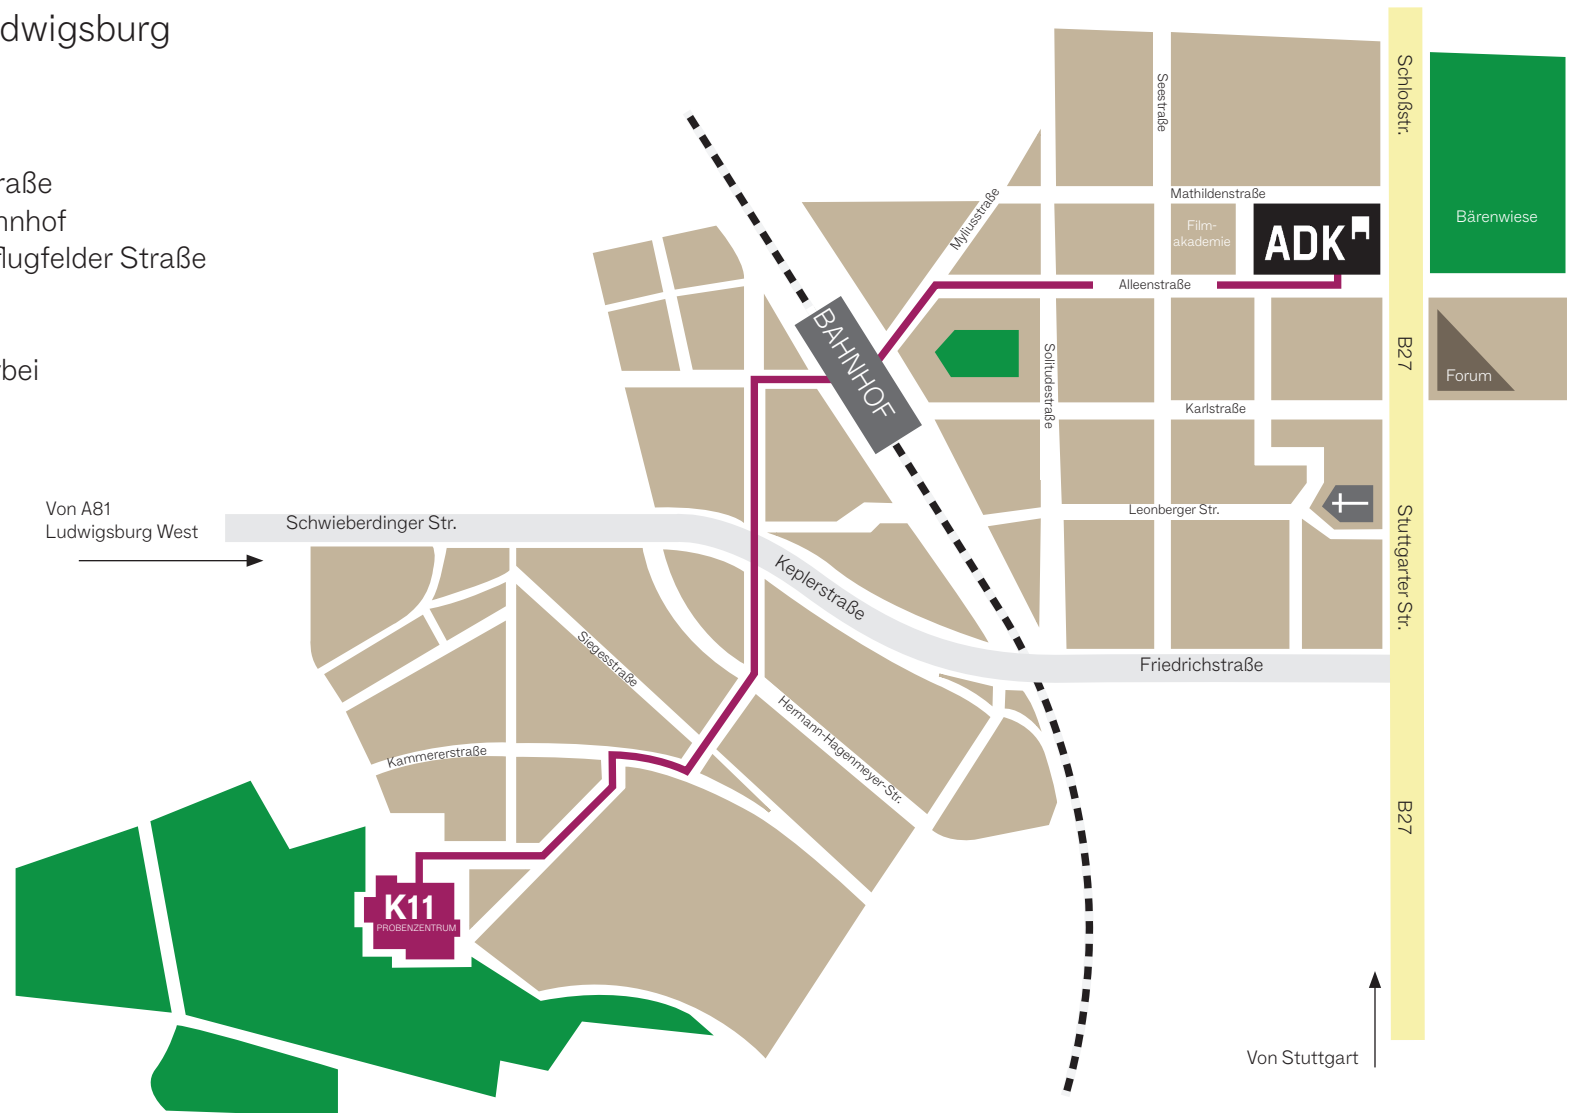 dwigsburg
raße
nnhof
flugfelder Straße
bei
Von A81
Ludwigsburg West
Schwieberdinger Str.
Keplerstraße
Friedrichstraße
Siegesstraße
Hermann-Hagenmeyer-Str.
Kammererstraße
K11
PROBENZENTRUM
BAHNHOF
Myliusstraße
Seestraße
Mathildenstraße
Film-
akademie
ADK
Alleenstraße
Solitudestraße
Karlstraße
Leonberger Str.
Schloßstr.
B27
Stuttgarter Str.
B27
Bärenwiese
Forum
Von Stuttgart